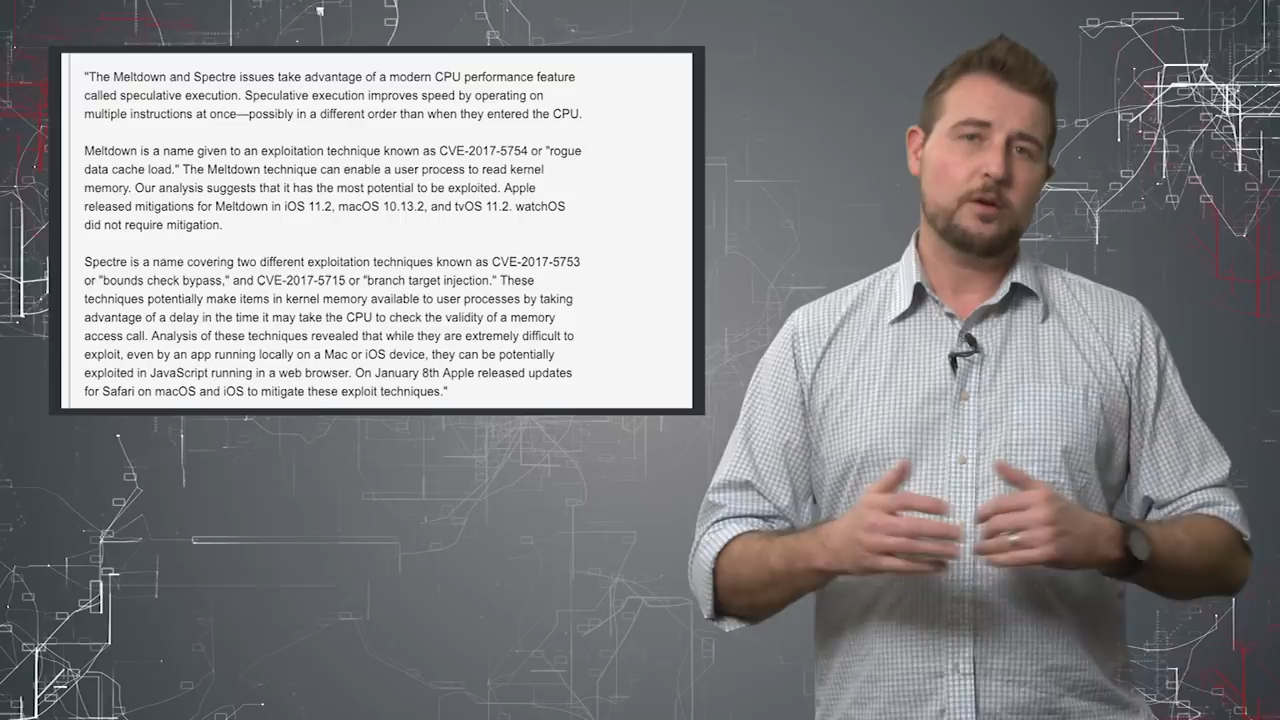 "The Meltdown and Spectre issues take advantage of a modern CPU performance feature
called speculative execution. Speculative execution improves speed by operating on
multiple instructions at once—possibly in a different order than when they entered the CPU.
Meltdown is a name given to an exploitation technique known as CVE-2017-5754 or "rogue
data cache load." The Meltdown technique can enable a user process to read kernel
memory. Our analysis suggests that it has the most potential to be exploited. Apple
released mitigations for Meltdown in iOS 11.2, macOS 10.13.2, and tvOS 11.2. watchOS
did not require mitigation.
Spectre is a name covering two different exploitation techniques known as CVE-2017-5753
or "bounds check bypass," and CVE-2017-5715 or "branch target injection." These
techniques potentially make items in kernel memory available to user processes by taking
advantage of a delay in the time it may take the CPU to check the validity of a memory
access call. Analysis of these techniques revealed that while they are extremely difficult to
exploit, even by an app running locally on a Mac or iOS device, they can be potentially
exploited in JavaScript running in a web browser. On January 8th Apple released updates
for Safari on macOS and iOS to mitigate these exploit techniques."